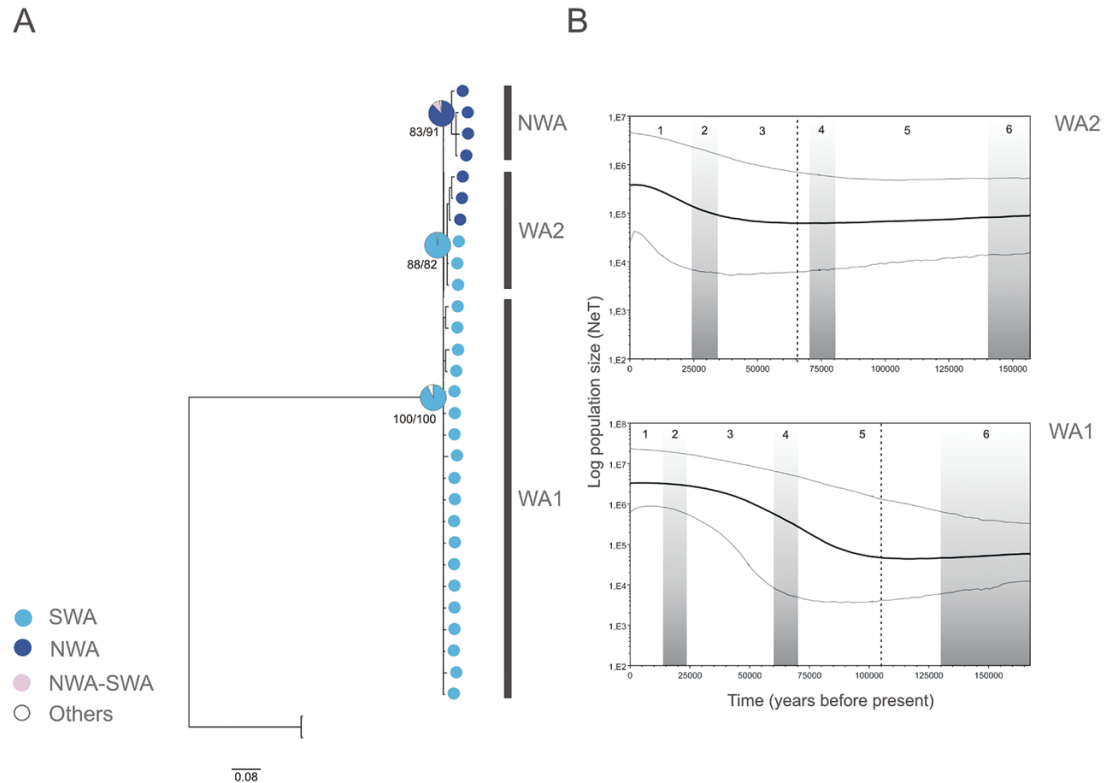 A
83/91
88/82
100/100
NWA
WA2
WA1
SWA
NWA
NWA-SWA
Others
0.08
B
WA2
1 2 3 4 5 6
1,E7
1,E6
1,E5
1,E4
1,E3
1,E2
0 25000 50000 75000 100000 125000 150000
Log population size (NeT)
WA1
1 2 3 4 5 6
1,E8
1,E7
1,E6
1,E5
1,E4
1,E3
1,E2
0 25000 50000 75000 100000 125000 150000
Time (years before present)